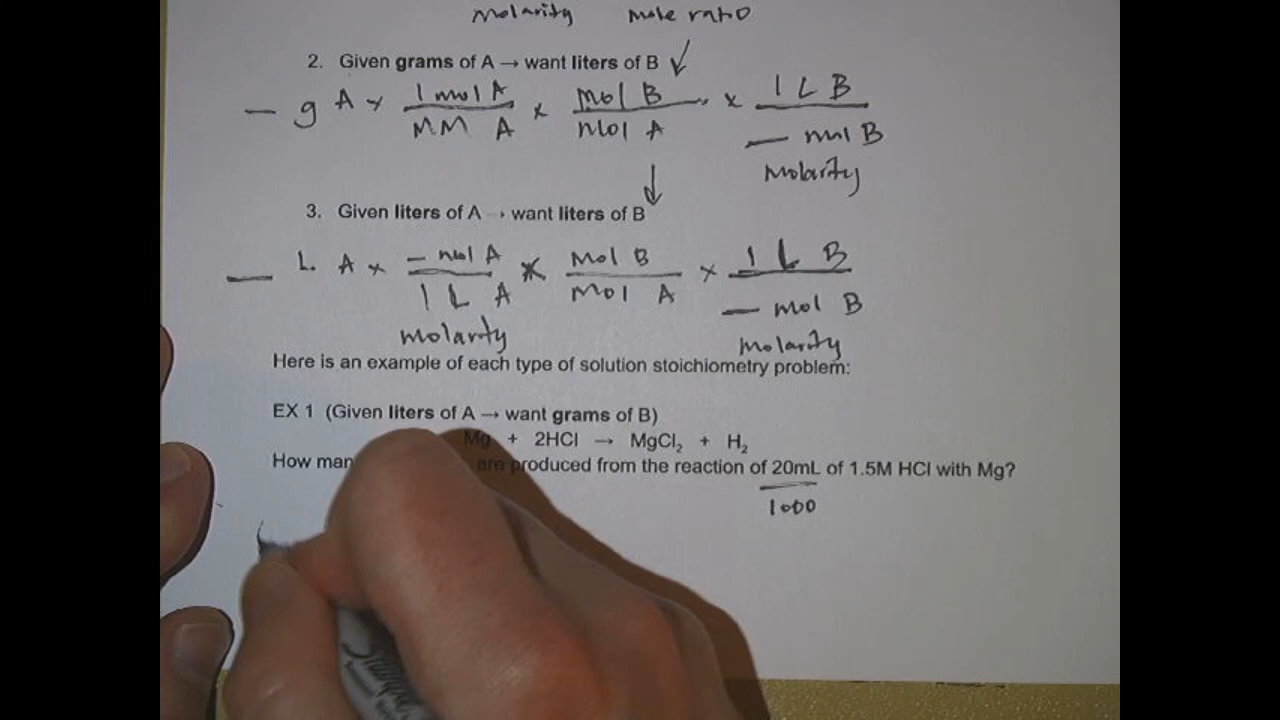 molarity mole ratio
2. Given grams of A → want liters of B ↙
— g A × 1 mol A / MM A × mol B / mol A × 1 L B / — mol B
molarity
↓
3. Given liters of A → want liters of B
— L A × — mol A / 1 L A × mol B / mol A × 1 L B / — mol B
molarity molarity
Here is an example of each type of solution stoichiometry problem:
EX 1 (Given liters of A → want grams of B)
Mg + 2HCl → MgCl₂ + H₂
How are produced from the reaction of 20mL of 1.5M HCl with Mg?
1000